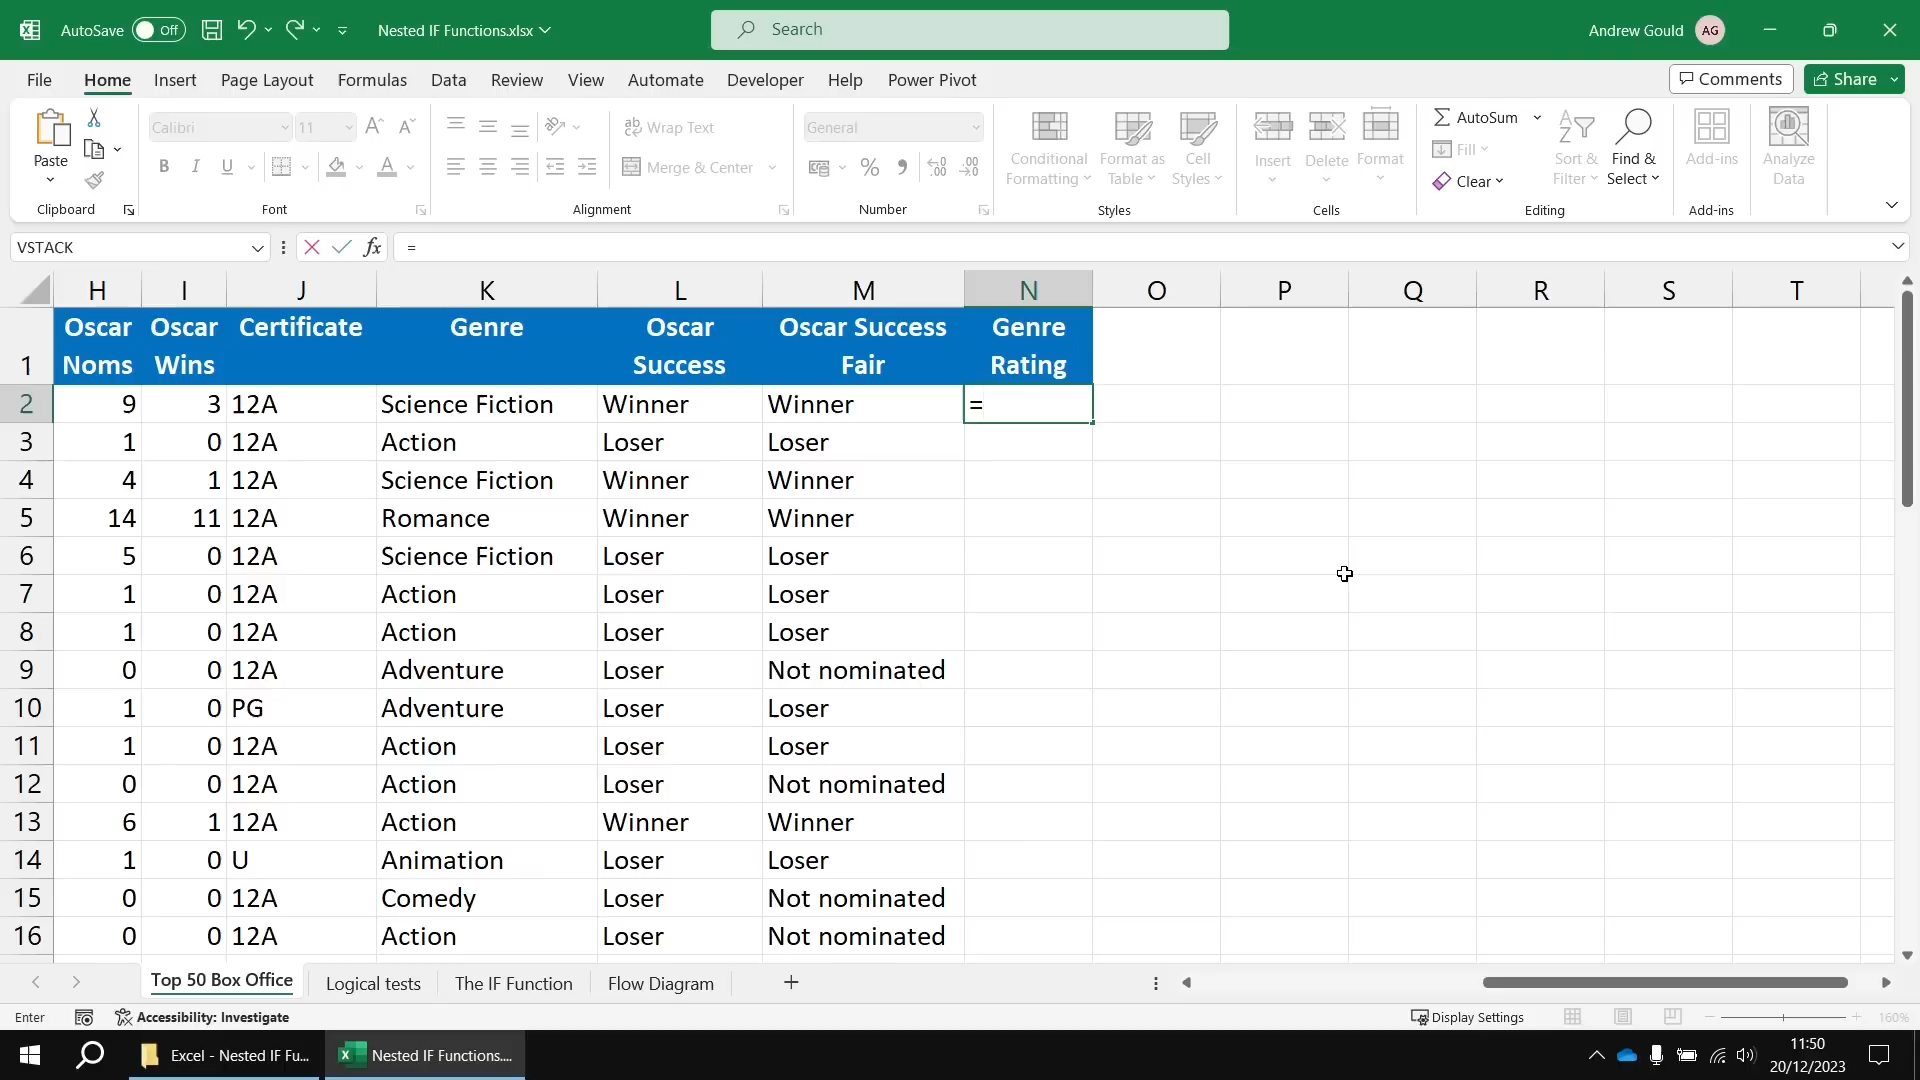 AutoSave Off Nested IF Functions.xlsx Search Andrew Gould AG
File Home Insert Page Layout Formulas Data Review View Automate Developer Help Power Pivot Comments Share
Paste
Clipboard
Calibri 11
B I U A
Font
ab Wrap Text
Merge & Center
Alignment
General
% 9 .00
Number
Conditional Formatting
Format as Table
Cell Styles
Styles
Insert Delete Format
Cells
AutoSum
Fill
Clear
Sort & Filter
Find & Select
Editing
Add-ins
Add-ins
Analyze Data
VSTACK fx =
H I J K L M N O P Q R S T
1 Oscar Noms Oscar Wins Certificate Genre Oscar Success Oscar Success Fair Genre Rating
2 9 3 12A Science Fiction Winner Winner =
3 1 0 12A Action Loser Loser
4 4 1 12A Science Fiction Winner Winner
5 14 11 12A Romance Winner Winner
6 5 0 12A Science Fiction Loser Loser
7 1 0 12A Action Loser Loser
8 1 0 12A Action Loser Loser
9 0 0 12A Adventure Loser Not nominated
10 1 0 PG Adventure Loser Loser
11 1 0 12A Action Loser Loser
12 0 0 12A Action Loser Not nominated
13 6 1 12A Action Winner Winner
14 1 0 U Animation Loser Loser
15 0 0 12A Comedy Loser Not nominated
16 0 0 12A Action Loser Not nominated
Top 50 Box Office Logical tests The IF Function Flow Diagram
Enter Accessibility: Investigate Display Settings 160%
Excel - Nested IF Fu... Nested IF Functions.... 11:50
20/12/2023